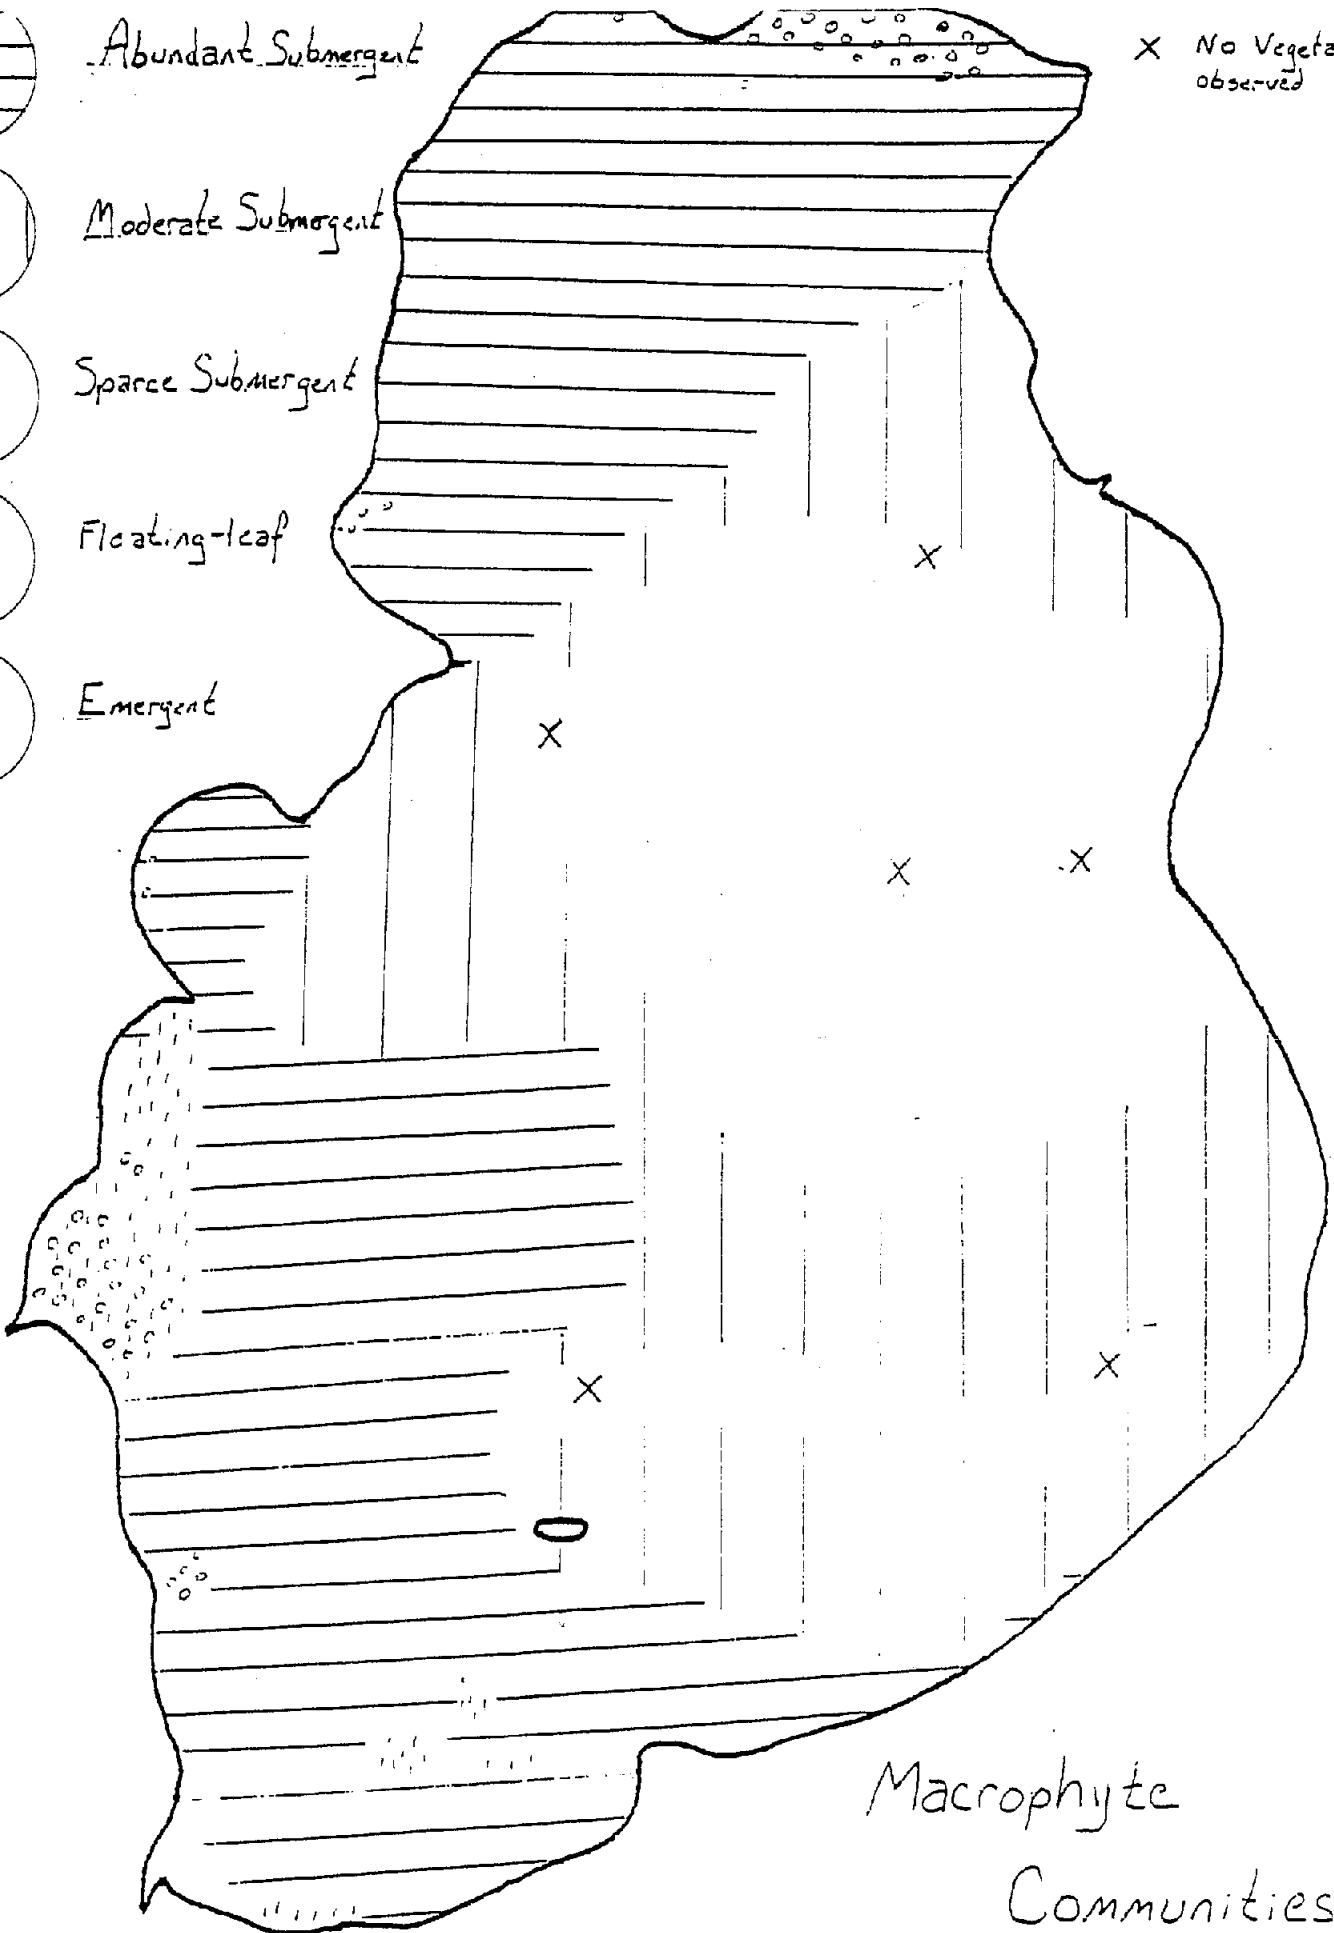 Abundant Submergent
X No Vegeta
observed
Moderate Submergent
Sparce Submergent
Floating-leaf
Emergent
Macrophyte
Communities